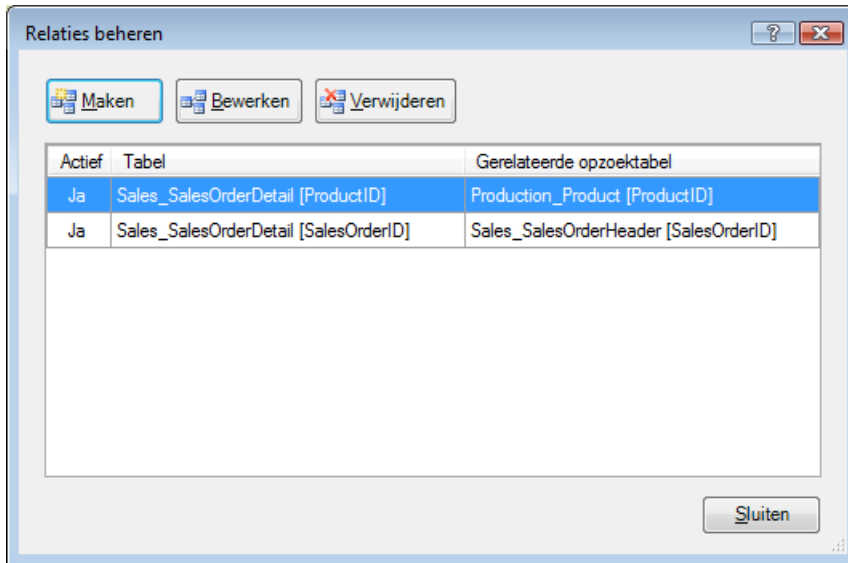 Relaties beheren
Maken Bewerken Verwijderen
Actief Tabel Gerelateerde opzoektabel
Ja Sales_SalesOrderDetail [ProductID] Production_Product [ProductID]
Ja Sales_SalesOrderDetail [SalesOrderID] Sales_SalesOrderHeader [SalesOrderID]
Sluiten